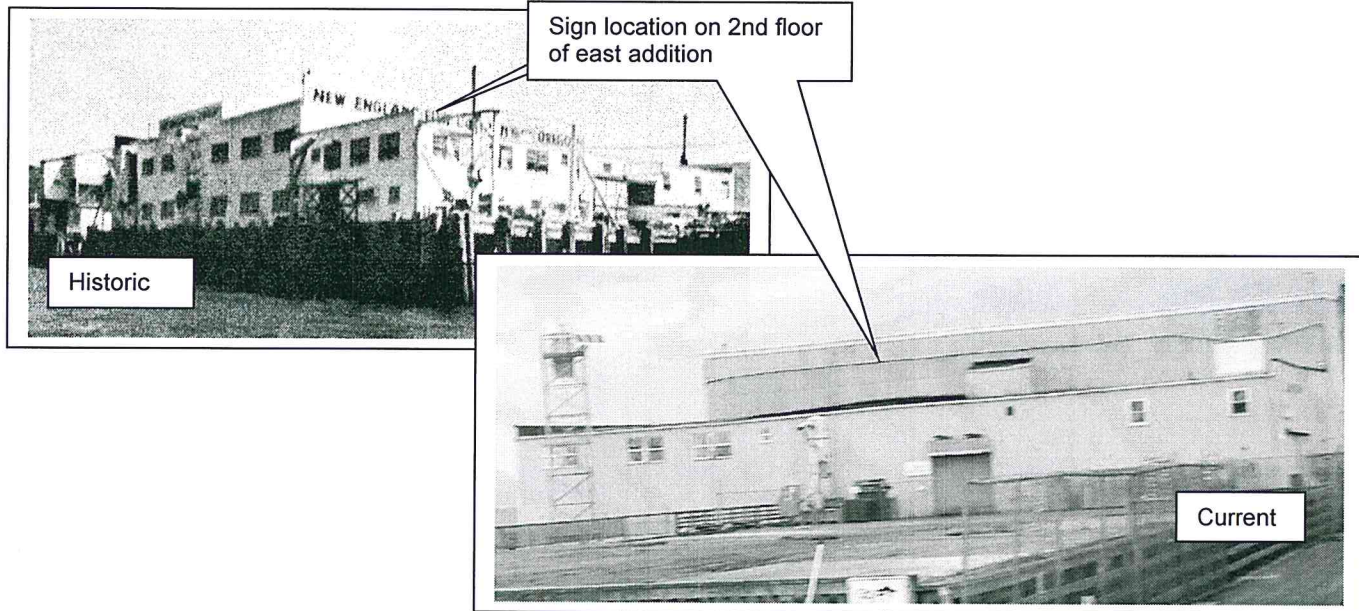 Sign location on 2nd floor
of east addition
NEW ENGLAND
Historic
Current